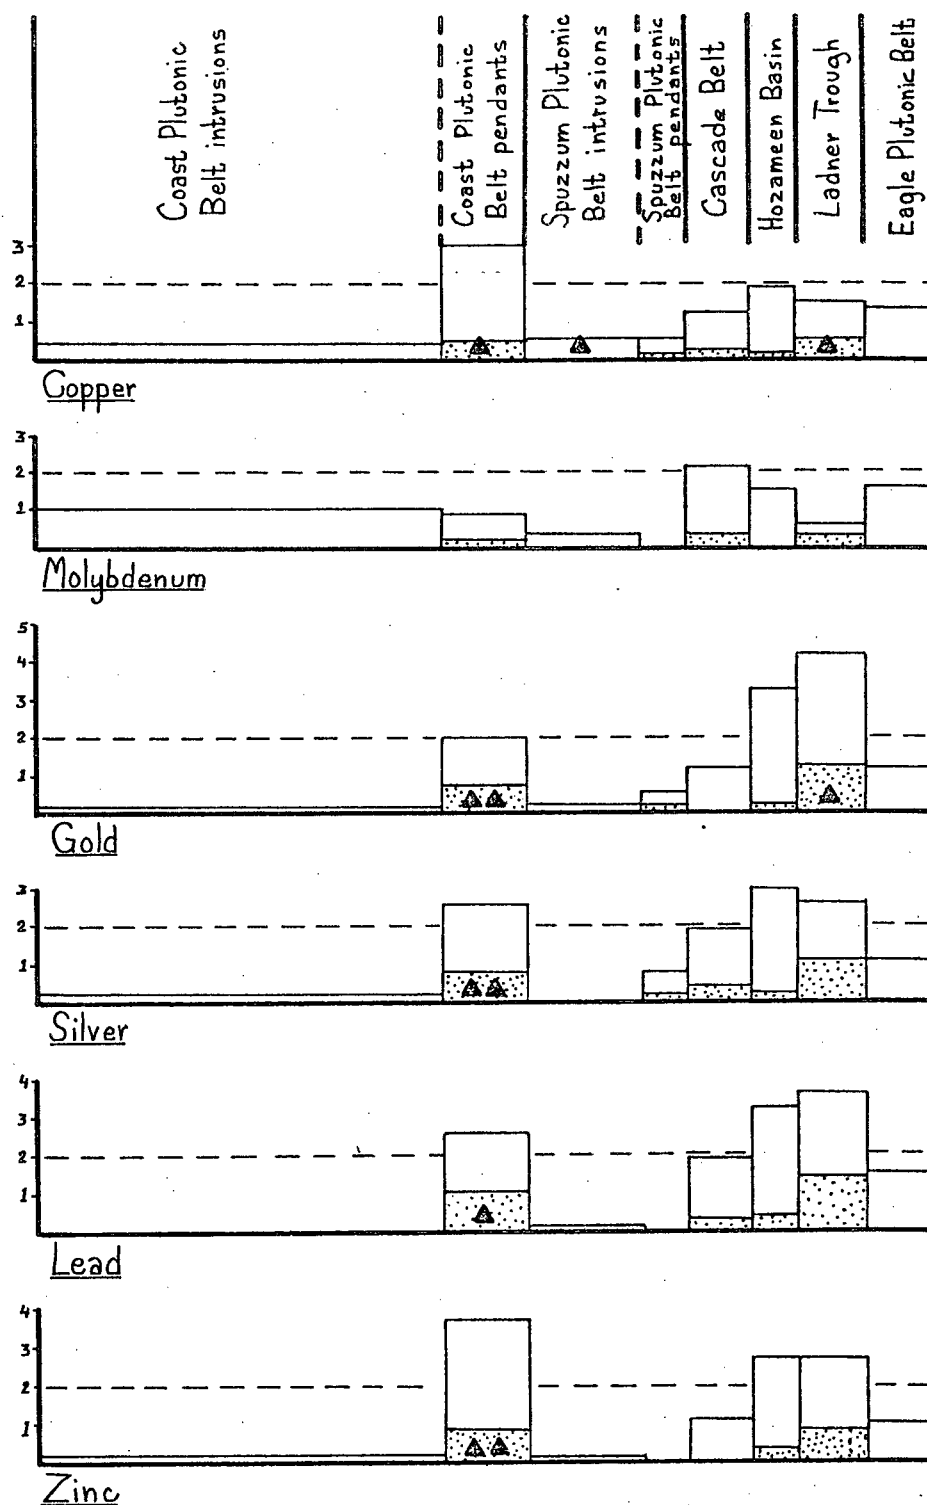 Coast Plutonic
Belt intrusions
Coast Plutonic
Belt pendants
Spuzzum Plutonic
Belt intrusions
Spuzzum Plutonic
Belt pendants
Cascade Belt
Hozameen Basin
Ladner Trough
Eagle Plutonic Belt
3
2
1
Copper
3
2
1
Molybdenum
5
4
3
2
1
Gold
3
2
1
Silver
4
3
2
1
Lead
4
3
2
1
Zinc